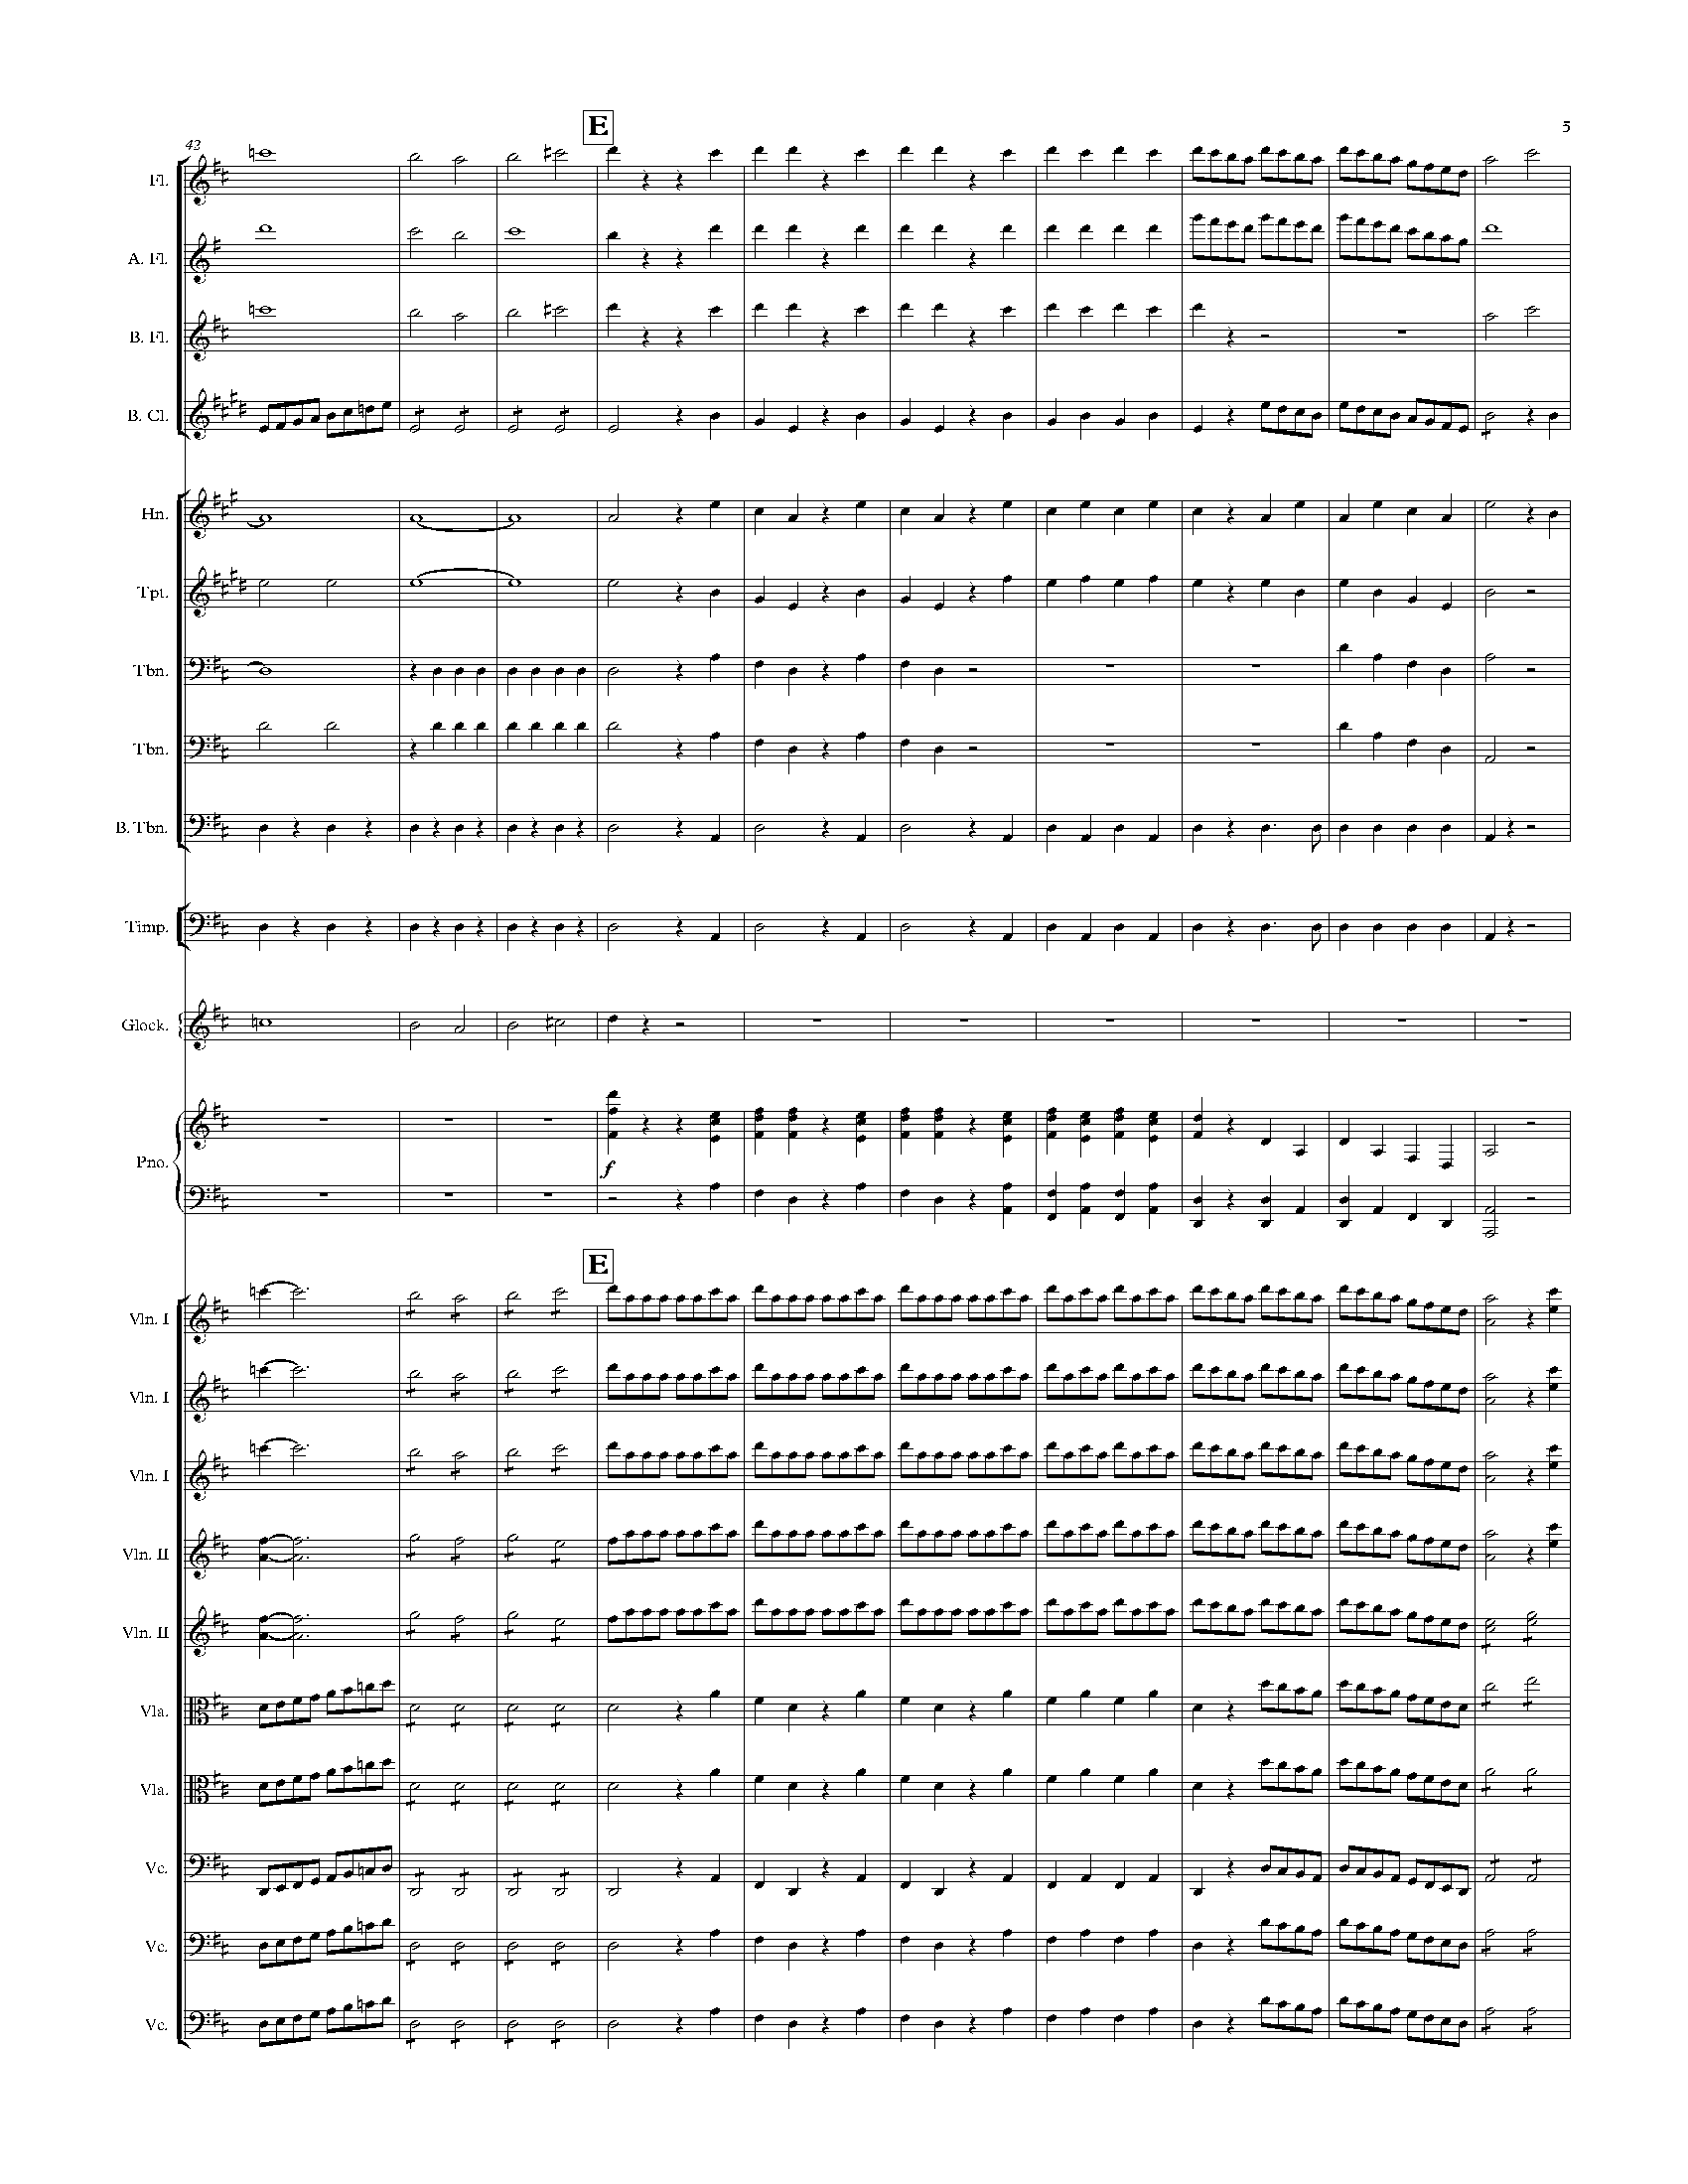 E
5
42
Fl.
A. Fl.
B. Fl.
B. Cl.
Hn.
Tpt.
Tbn.
Tbn.
B. Tbn.
Timp.
Glock.
Pno.
f
E
Vln. I
Vln. I
Vln. I
Vln. II
Vln. II
Vla.
Vla.
Vc.
Vc.
Vc.